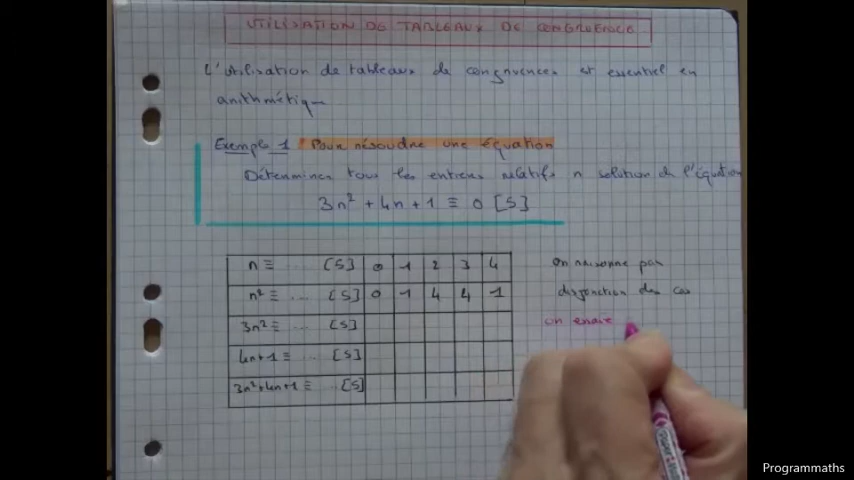 UTILISATION DE TABLEAUX DE CONGRUENCE
L'utilisation de tableaux de congruences est essentiel en
arithmétique
Exemple 1 : Pour résoudre une équation
Déterminer tous les entiers relatifs n solution de l'équation
3n² + 4n + 1 ≡ 0 [5]
n ≡ [5] 0 1 2 3 4
n² ≡ ... [5] 0 1 4 4 1
3n² ≡ ... [5]
4n+1 ≡ ... [5]
3n²+4n+1 ≡ ... [5]
On raisonne par
disjonction des cas
on
Programmaths